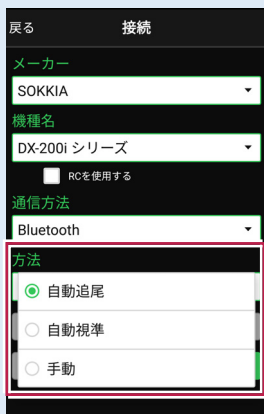 戻る 接続
メーカー
SOKKIA
機種名
DX-200i シリーズ
RCを使用する
通信方法
Bluetooth
方法
自動追尾
自動視準
手動